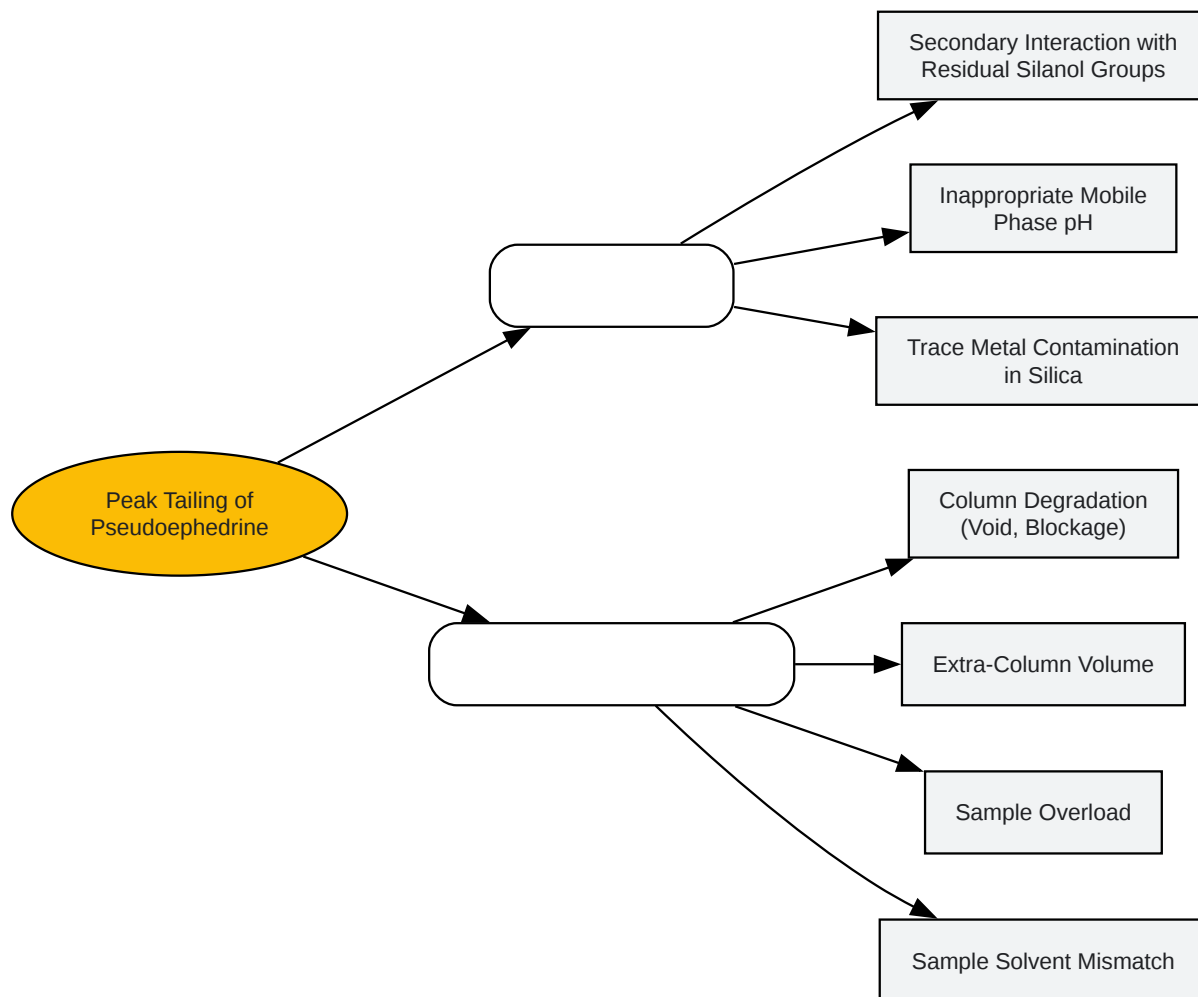 Secondary Interaction with
Residual Silanol Groups
Inappropriate Mobile
Phase pH
Trace Metal Contamination
in Silica
Peak Tailing of
Pseudoephedrine
Column Degradation
(Void, Blockage)
Extra-Column Volume
Sample Overload
Sample Solvent Mismatch